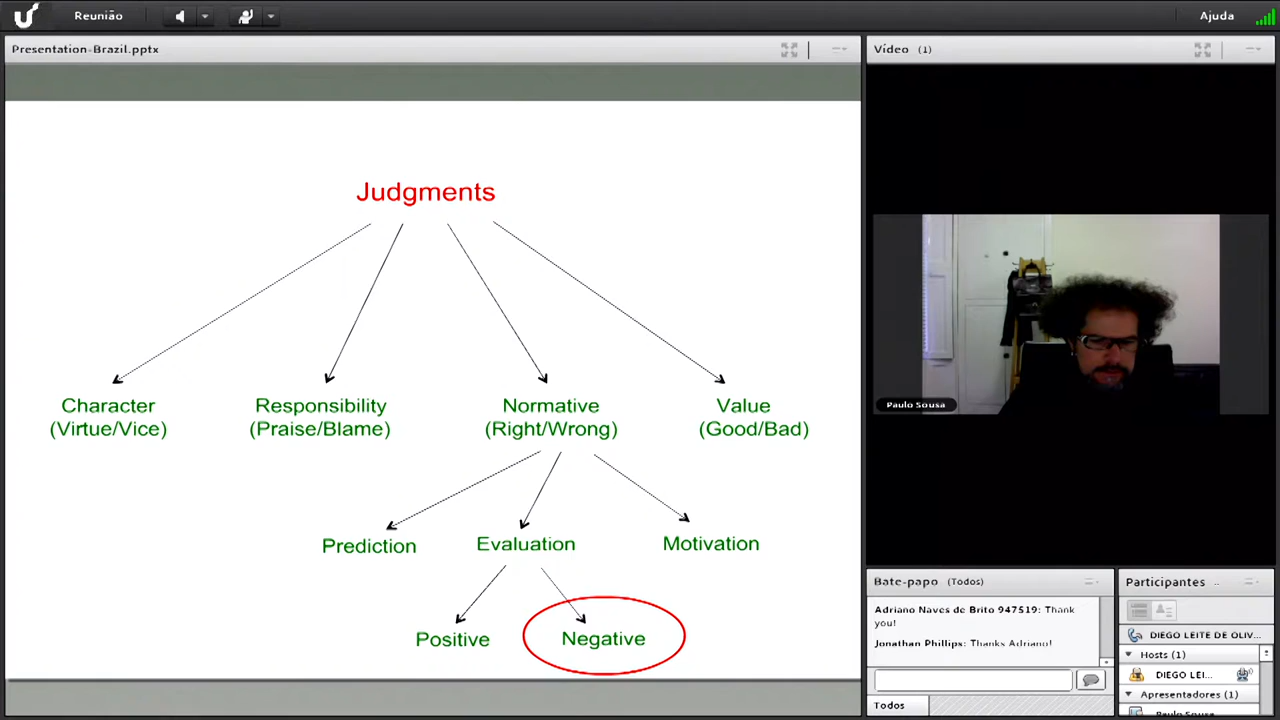 Reunião
Ajuda
Presentation-Brazil.pptx
Judgments
Character
(Virtue/Vice)
Responsibility
(Praise/Blame)
Normative
(Right/Wrong)
Value
(Good/Bad)
Prediction
Evaluation
Motivation
Positive
Negative
Vídeo (1)
Paulo Sousa
Bate-papo (Todos)
Adriano Naves de Brito 947519: Thank
you!
Jonathan Phillips: Thanks Adriano!
Todos
Participantes ..
DIEGO LEITE DE OLIV...
Hosts (1)
DIEGO LEI...
Apresentadores (1)
Paulo Sousa